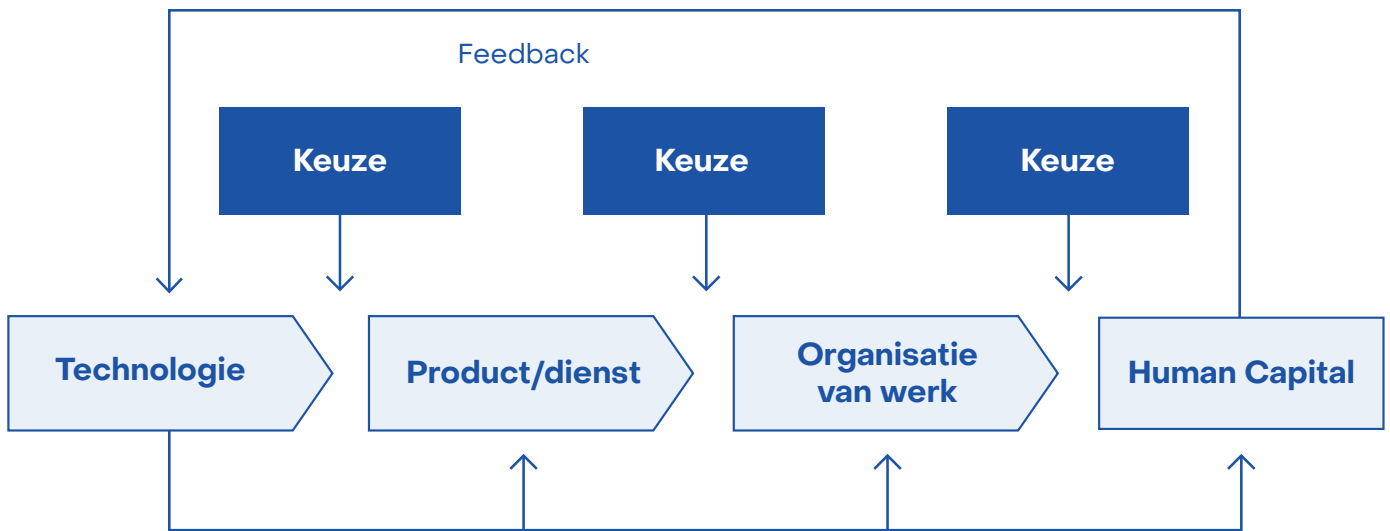 Feedback
Keuze
Keuze
Keuze
Technologie
Product/dienst
Organisatie
van werk
Human Capital